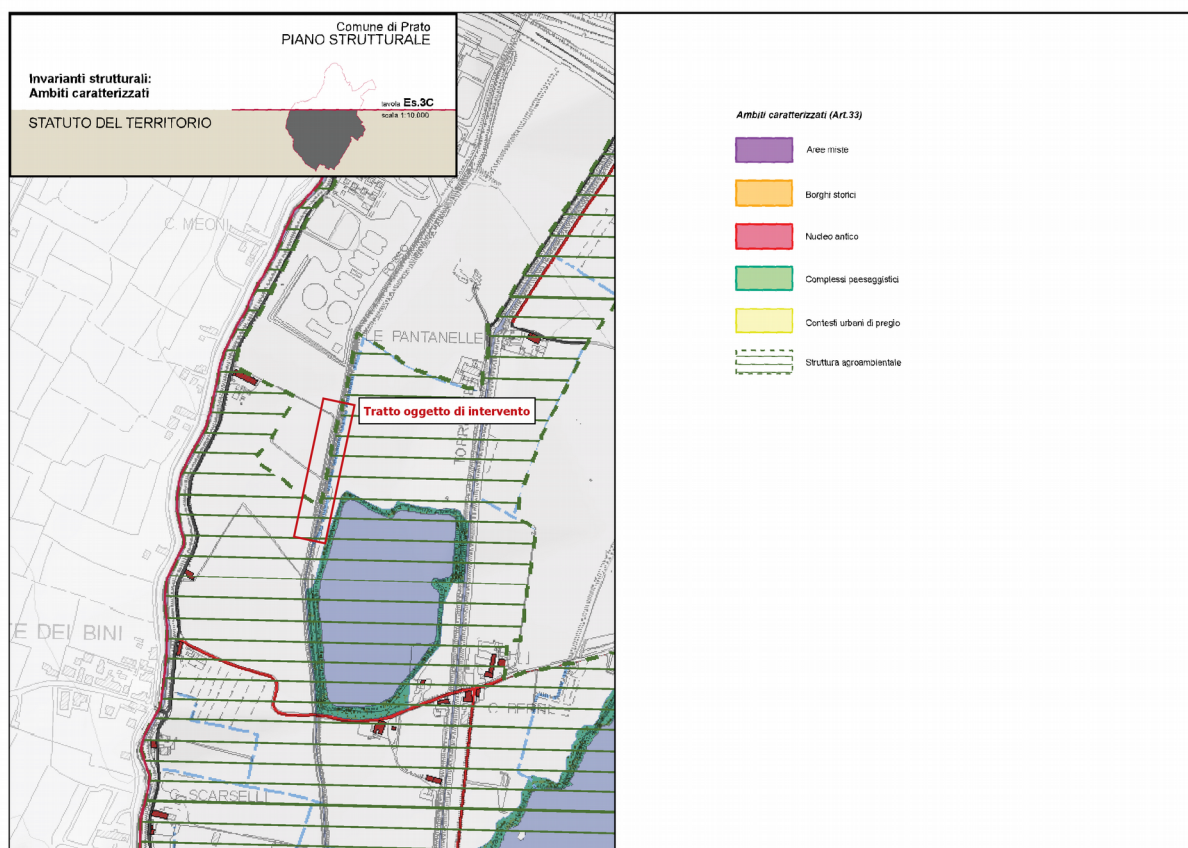 Comune di Prato
PIANO STRUTTURALE
Invarianti strutturali:
Ambiti caratterizzati
tavola Es.3C
scala 1:10.000
STATUTO DEL TERRITORIO
C. MEONI
FOSSO
LE PANTANELLE
Tratto oggetto di intervento
TORR
E DEI BINI
C. SCARSELLI
Ambiti caratterizzati (Art.33)
Aree miste
Borghi storici
Nucleo antico
Complessi paesaggistici
Contesti urbani di pregio
Struttura agroambientale